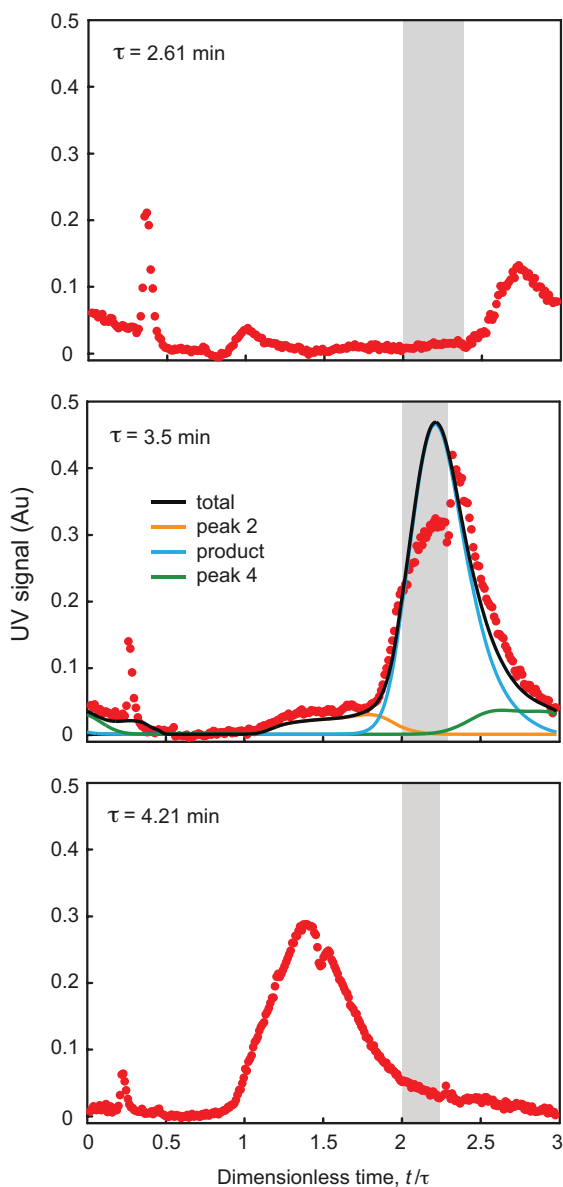 0.5
τ = 2.61 min
0.4
0.3
0.2
0.1
0
0.5
τ = 3.5 min
0.4
total
peak 2
0.3
product
peak 4
0.2
0.1
0
UV signal (Au)
0.5
τ = 4.21 min
0.4
0.3
0.2
0.1
0
0 0.5 1 1.5 2 2.5 3
Dimensionless time, t/τ